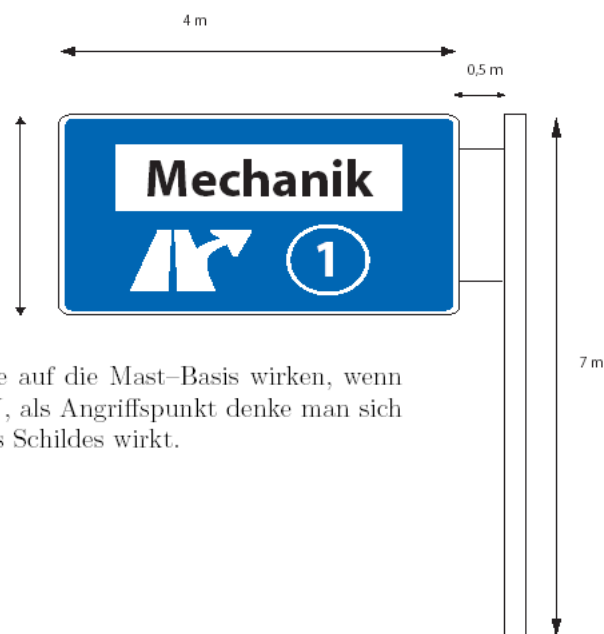 4 m
0,5 m
Mechanik
1
7 m
auf die Mast–Basis wirken, wenn
, als Angriffspunkt denke man sich
Schildes wirkt.